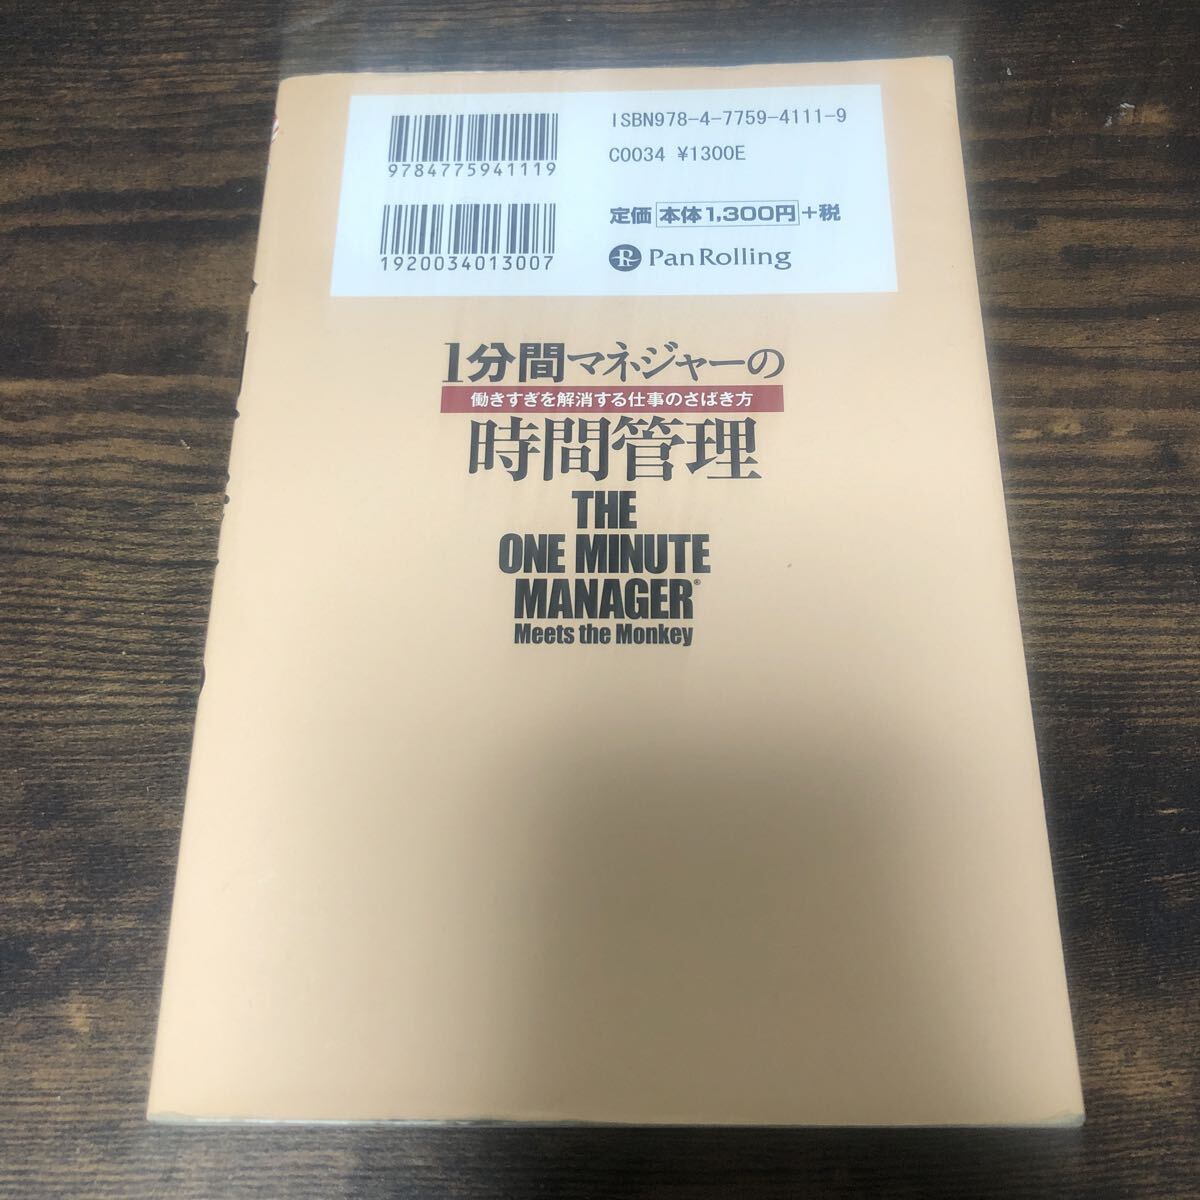 ISBN978-4-7759-4111-9
C0034 ¥1300E
9784775941119
定価 本体1,300円+税
1920034013007
PanRolling
1分間マネジャーの
働きすぎを解消する仕事のさばき方
時間管理
THE
ONE MINUTE
MANAGER®
Meets the Monkey